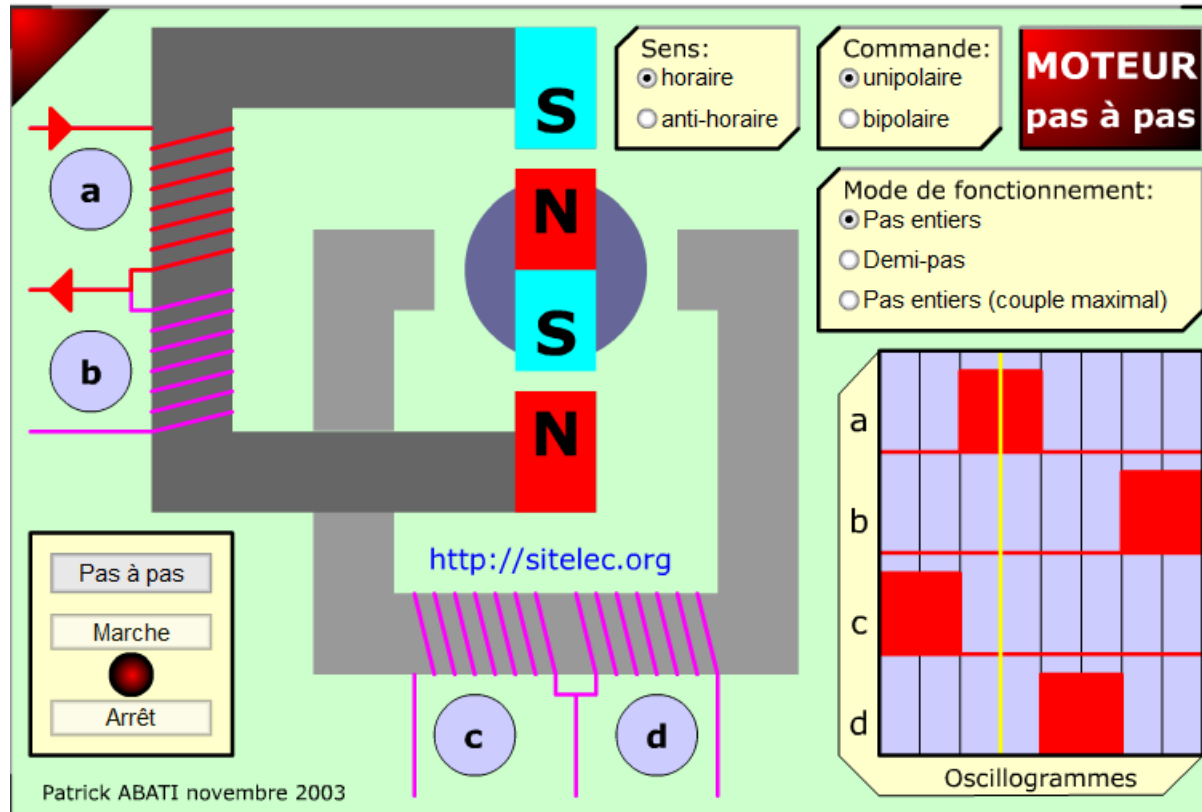 Sens:
horaire
anti-horaire
Commande:
unipolaire
bipolaire
MOTEUR
pas à pas
Mode de fonctionnement:
Pas entiers
Demi-pas
Pas entiers (couple maximal)
S
N
S
N
a
b
c
d
http://sitelec.org
Pas à pas
Marche
Arrêt
a
b
c
d
Oscillogrammes
Patrick ABATI novembre 2003